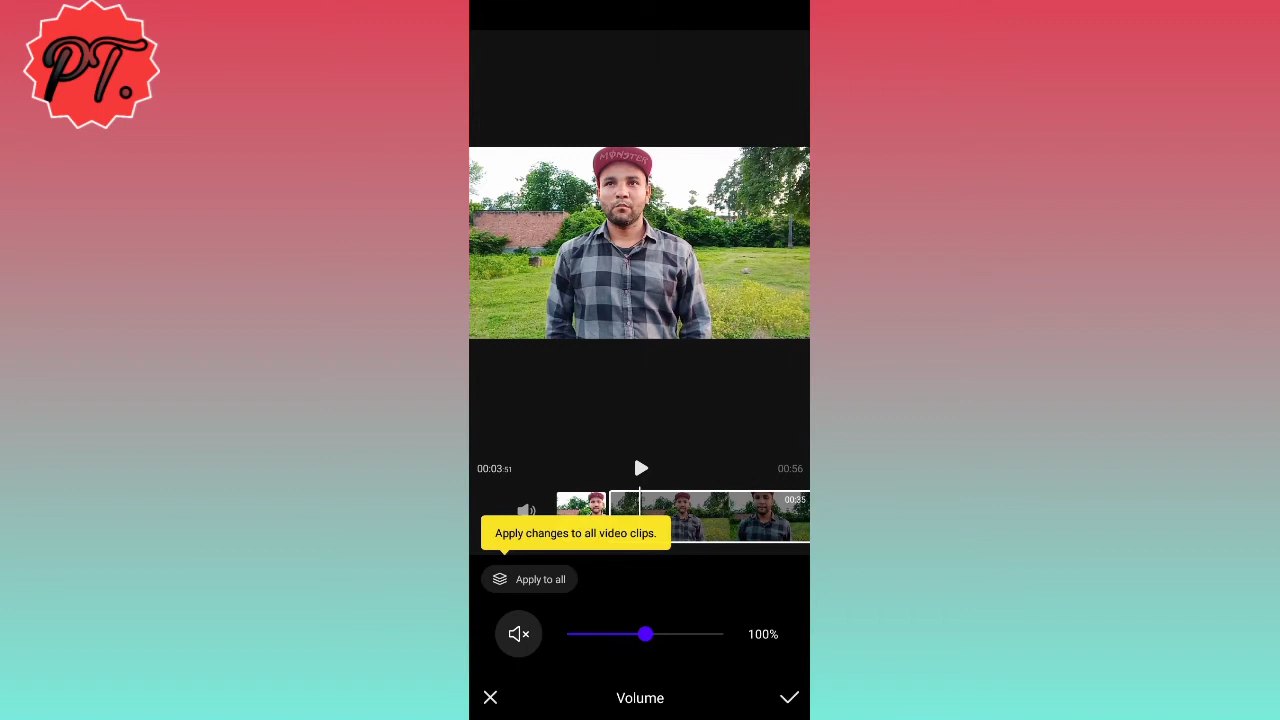 PT.
MONSTER
00:03:51
00:56
00:35
Apply changes to all video clips.
Apply to all
100%
Volume